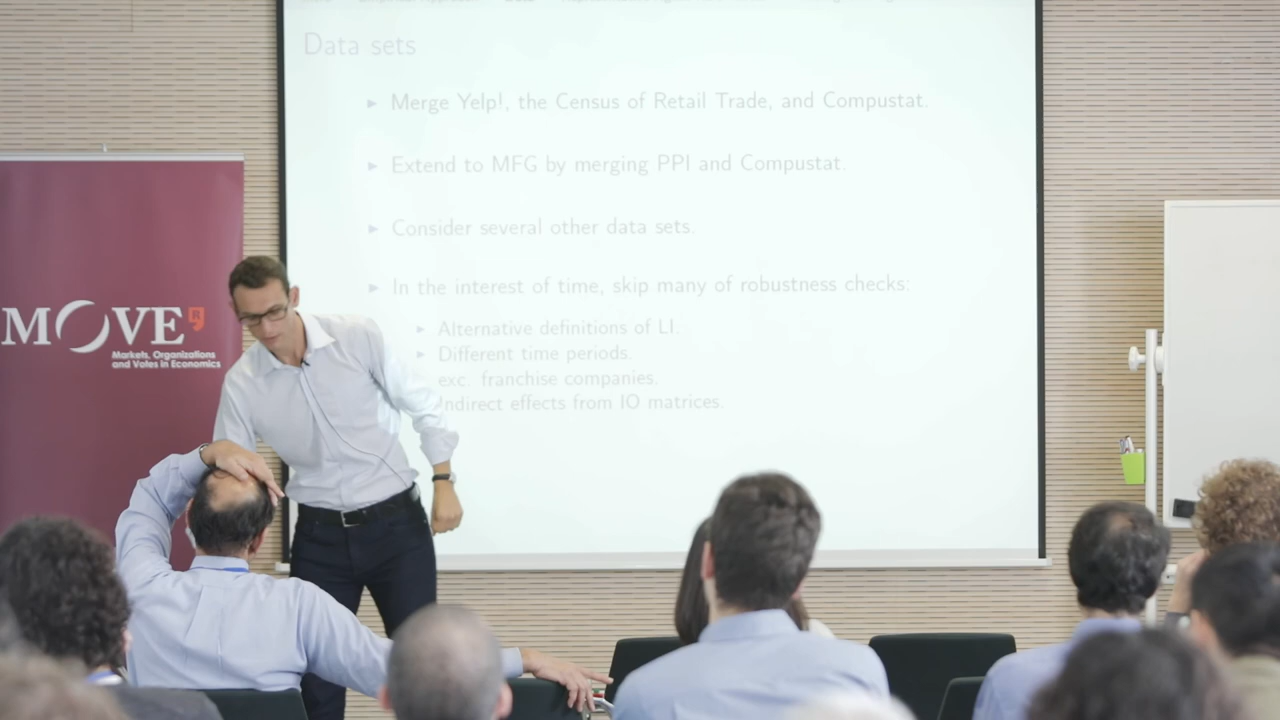 Data sets
Merge Yelp!, the Census of Retail Trade, and Compustat.
Extend to MFG by merging PPI and Compustat.
Consider several other data sets.
In the interest of time, skip many of robustness checks:
Alternative definitions of LI.
Different time periods.
exc. franchise companies.
Indirect effects from IO matrices.
MOVE
Markets, Organizations
and Votes in Economics